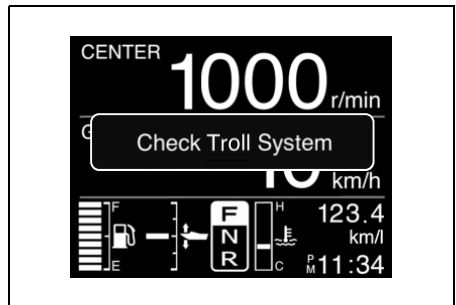 CENTER
1000 r/min
G
Check Troll System
km/h
F
E
F
N
R
H
C
123.4
km/l
PM 11:34